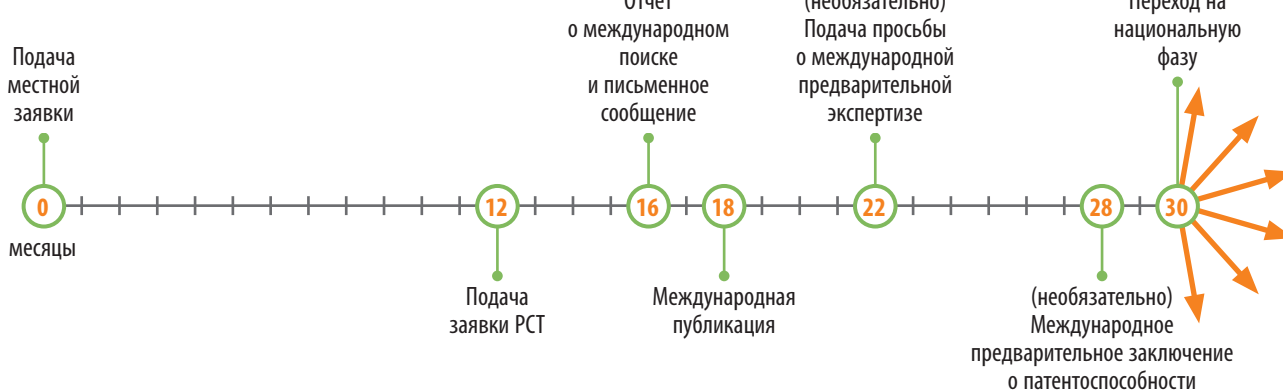 Отчет
о международном
поиске
и письменное
сообщение
(необязательно)
Подача просьбы
о международной
предварительной
экспертизе
Переход на
национальную
фазу
Подача
местной
заявки
0
12
16
18
22
28
30
месяцы
Подача
заявки PCT
Международная
публикация
(необязательно)
Международное
предварительное заключение
о патентоспособности